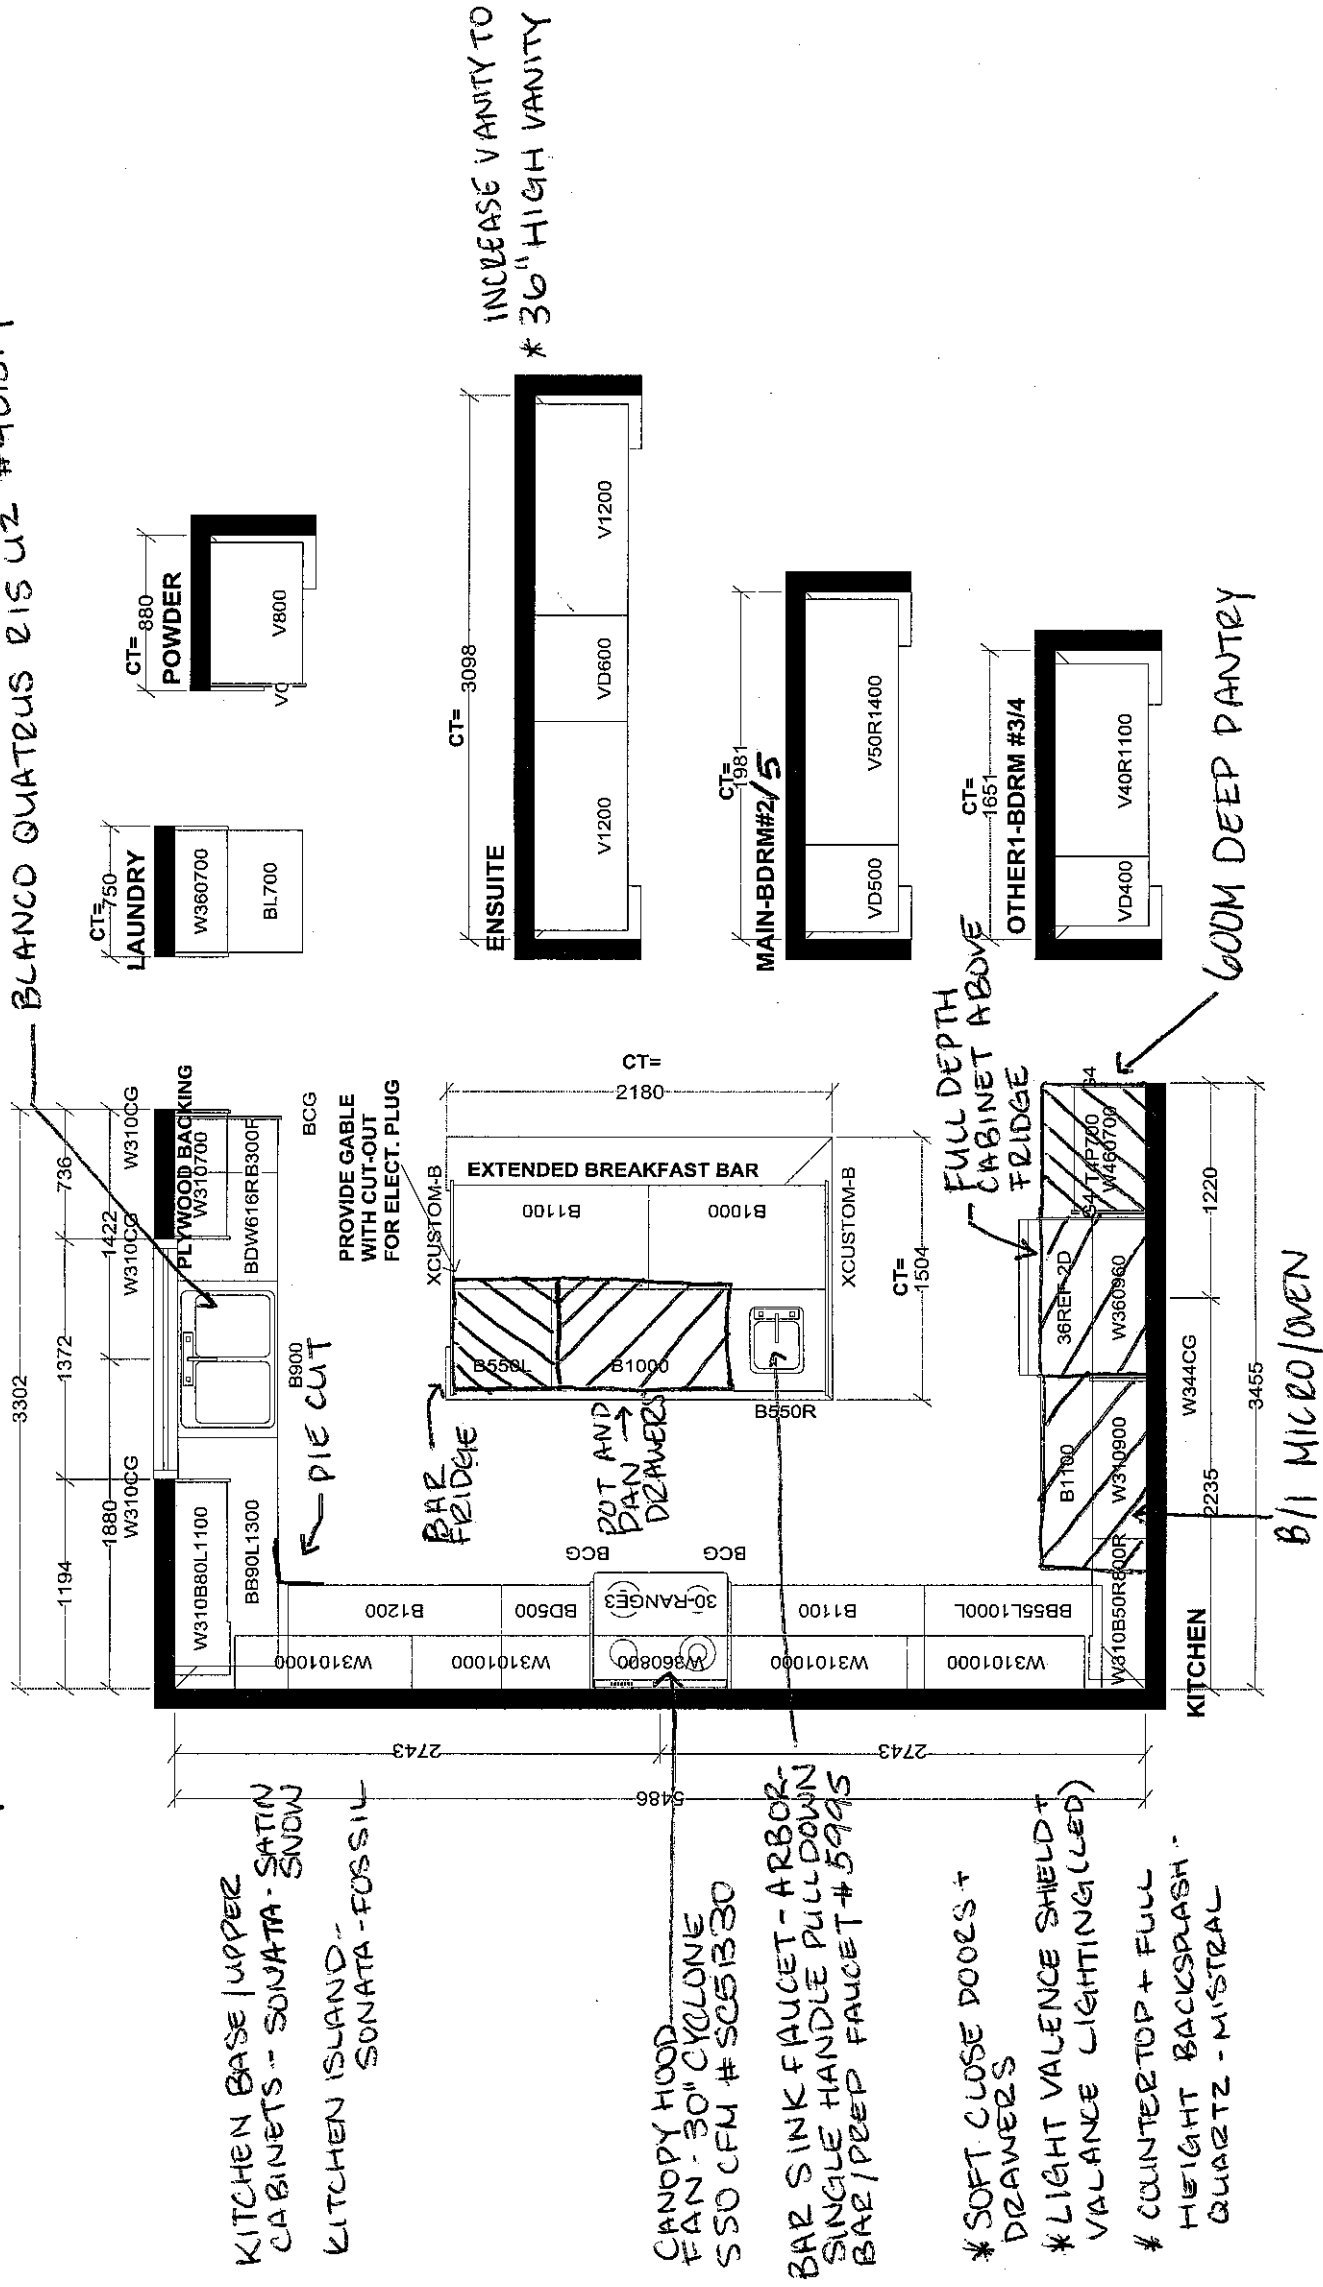 BLANCO QUATRUS R15 U2
3302
1194
1372
736
1880
1422
W310CG
W310CG
W310CG
W310B80L1100
PLYWOOD BACKING
W310700
BB90L1300
B900
BDW616RB300R
BCG
PIE CUT
PROVIDE GABLE
WITH CUT-OUT
FOR ELECT. PLUG
CT=
750
LAUNDRY
W360700
BL700
CT=
880
POWDER
V800
VO
INCREASE VANITY TO
* 36" HIGH VANITY
CT=
3098
ENSUITE
V1200
VD600
V1200
CT=
1981
MAIN-BDRM#2/5
VD500
V50R1400
CT=
1651
OTHER1-BDRM #3/4
VD400
V40R1100
XCUSTOM-B
CT=
2180
EXTENDED BREAKFAST BAR
B1100
B1000
B550L
B1000
B550R
XCUSTOM-B
CT=
1504
BAR
FRIDGE
POT AND
PAN
DRAWERS
B1200
BD500
BCG
30-RANGE3
BCG
B1100
BB55L1000L
W3101000
W3101000
W360800
W3101000
W3101000
2743
2743
5486
FULL DEPTH
CABINET ABOVE
FRIDGE
600M DEEP PANTRY
W310B50R800R
B1100
W310900
36REF-2D
W360960
G4
T4P700
W460700
G4
KITCHEN
2235
W344CG
1220
3455
B/I MICRO/OVEN
KITCHEN BASE/UPPER
CABINETS - SONATA - SATIN
SNOW
KITCHEN ISLAND -
SONATA - FOSSIL
CANOPY HOOD
FAN - 30" CYCLONE
550 CFM # SC5B30
BAR SINK FAUCET - ARBOR -
SINGLE HANDLE PULL DOWN
BAR/PREP FAUCET # 5995
* SOFT CLOSE DOORS +
DRAWERS
* LIGHT VALENCE SHIELD +
VALANCE LIGHTING (LED)
* COUNTERTOP + FULL
HEIGHT BACKSPLASH -
QUARTZ - MISTRAL